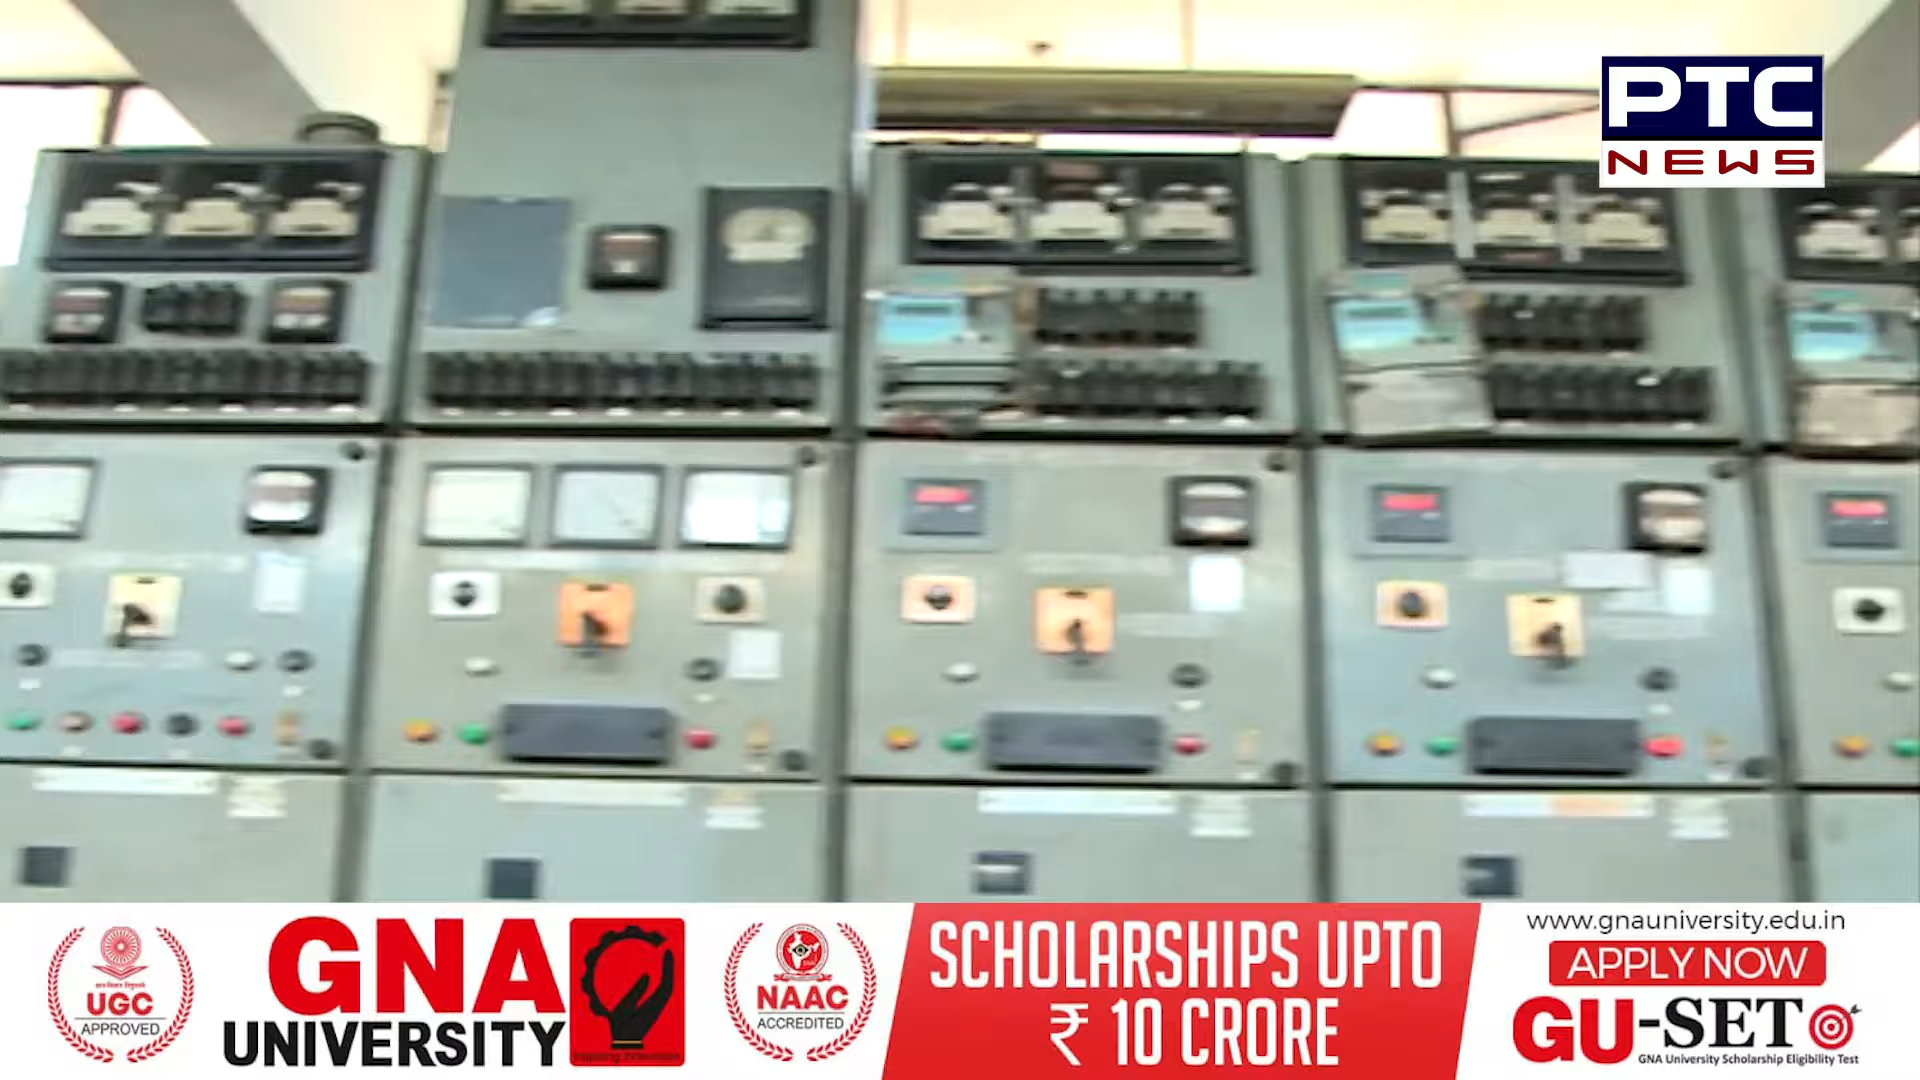 PTC
NEWS
UGC
APPROVED
GNA
UNIVERSITY
NAAC
ACCREDITED
SCHOLARSHIPS UPTO
₹ 10 CRORE
www.gnauniversity.edu.in
APPLY NOW
GU-SET
GNA University Scholarship Eligibility Test